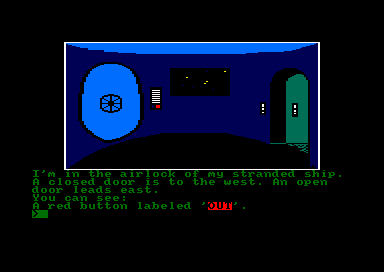 I'm in the airlock of my stranded ship.
A closed door is to the west. An open
door leads east.
You can see:
A red button labeled 'OUT'.
>